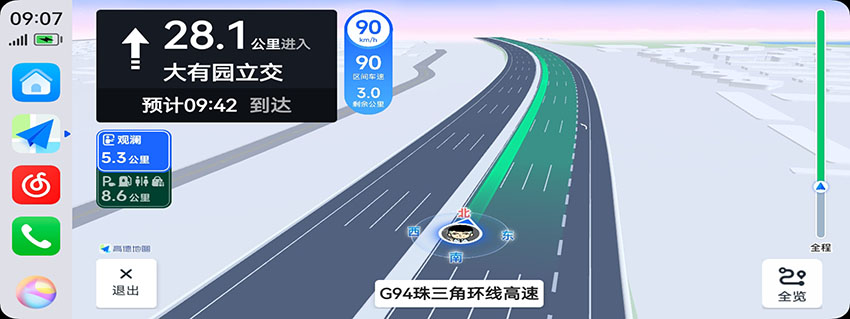 09:07
28.1 公里进入
大有园立交
预计09:42 到达
90
km/h
90
区间车速
3.0
剩余公里
观澜
5.3 公里
P
8.6 公里
北
西
东
南
高德地图
退出
G94珠三角环线高速
全程
全览